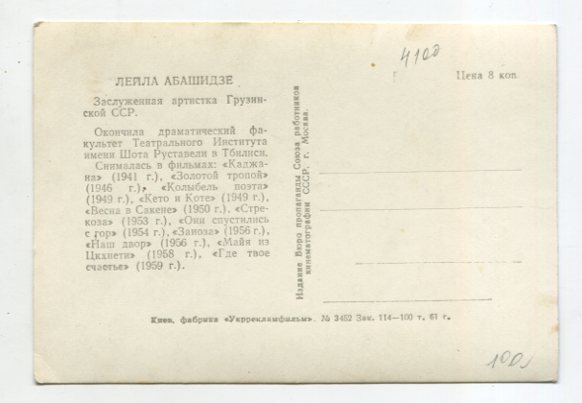 4100
Цена 8 коп.
ЛЕЙЛА АБАШИДЗЕ
Заслуженная артистка Грузин-
ской ССР.
Окончила драматический фа-
культет Театрального Института
имени Шота Руставели в Тбилиси.
Снималась в фильмах: «Каджа-
на» (1941 г.), «Золотой тропой»
(1946 г.), «Колыбель поэта»
(1949 г.), «Кето и Коте» (1949 г.),
«Весна в Сакене» (1950 г.), «Стре-
коза» (1953 г.), «Они спустились
с гор» (1954 г.), «Заноза» (1956 г.),
«Наш двор» (1956 г.), «Майя из
Цхнети» (1958 г.), «Где твое
счастье» (1959 г.).
Издание Бюро пропаганды Союза работников
кинематографии СССР, г. Москва.
Киев, фабрика «Укррекламфильм». № 3452 Зак. 114—100 т. 61 г.